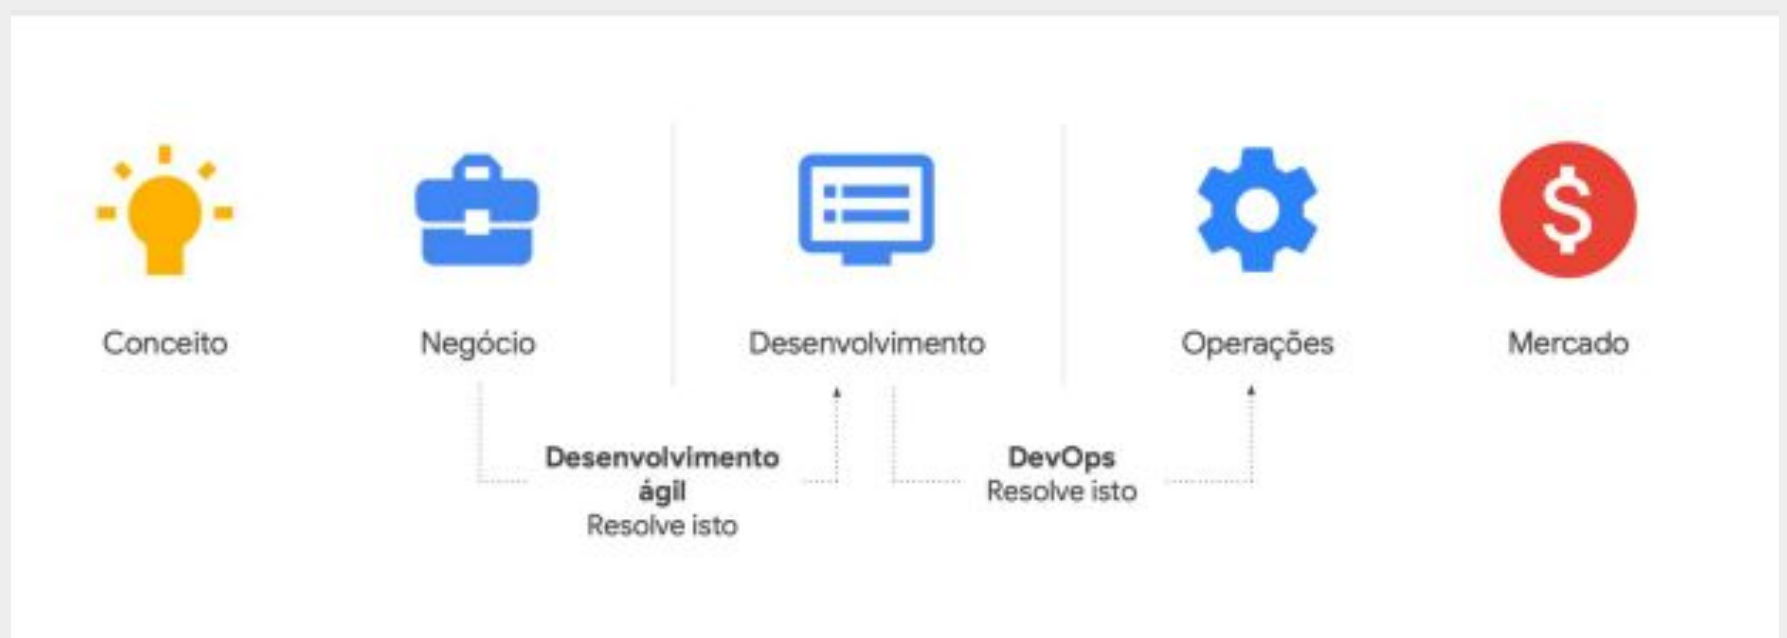 Conceito
Negócio
Desenvolvimento
Operações
Mercado
Desenvolvimento
ágil
Resolve isto
DevOps
Resolve isto